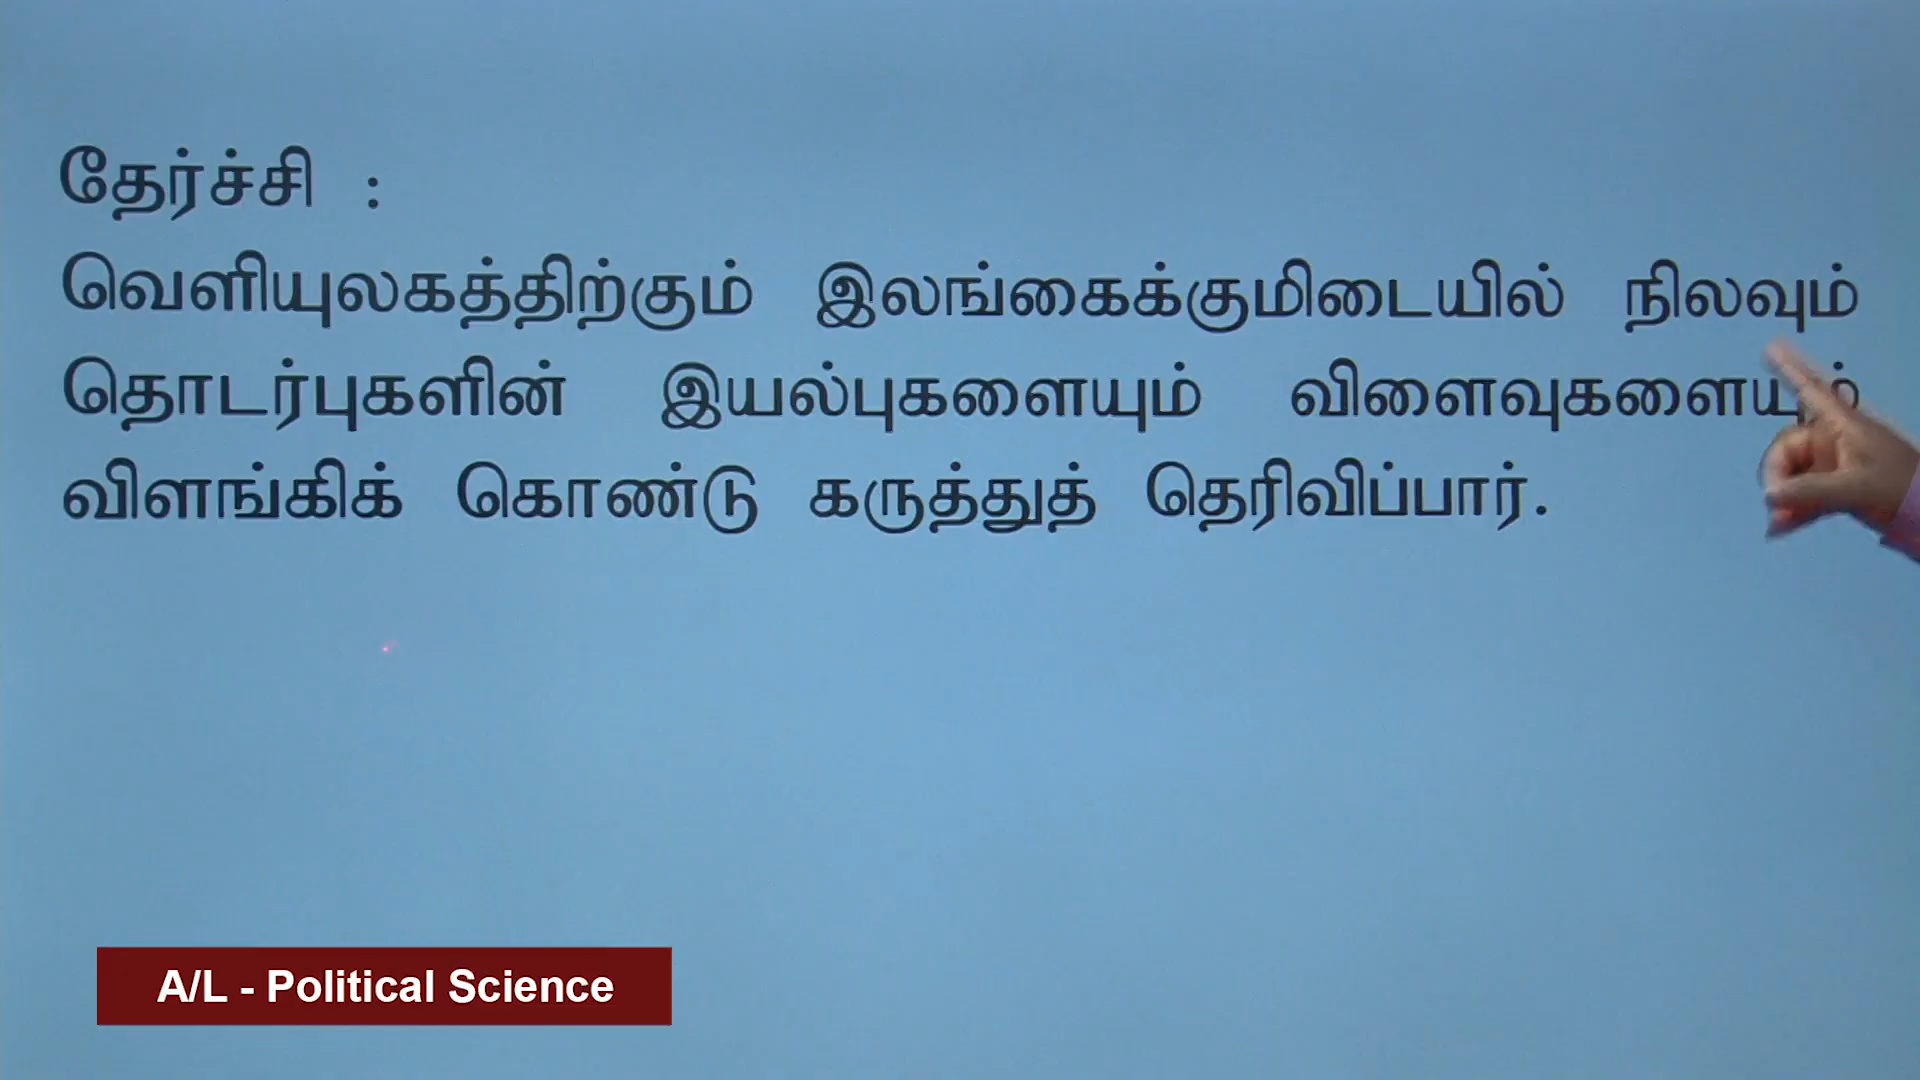 தேர்ச்சி :
வெளியுலகத்திற்கும் இலங்கைக்குமிடையில் நிலவும்
தொடர்புகளின் இயல்புகளையும் விளைவுகளையும்
விளங்கிக் கொண்டு கருத்துத் தெரிவிப்பார்.
A/L - Political Science